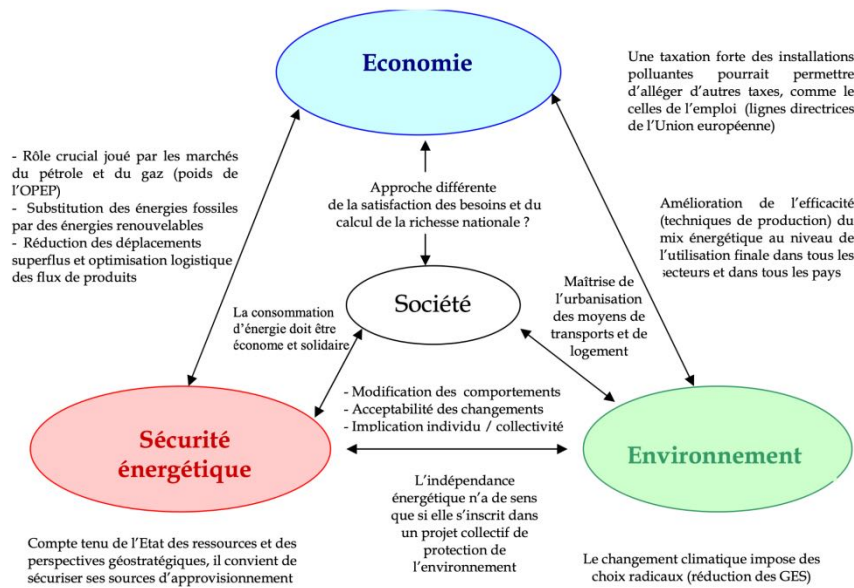 Economie
Une taxation forte des installations
polluantes pourrait permettre
d'alléger d'autres taxes, comme le
celles de l'emploi (lignes directrices
de l'Union européenne)
- Rôle crucial joué par les marchés
du pétrole et du gaz (poids de
l'OPEP)
- Substitution des énergies fossiles
par des énergies renouvelables
- Réduction des déplacements
superflus et optimisation logistique
des flux de produits
Approche différente
de la satisfaction des besoins et du
calcul de la richesse nationale ?
Amélioration de l'efficacité
(techniques de production) du
mix énergétique au niveau de
l'utilisation finale dans tous les
secteurs et dans tous les pays
La consommation
d'énergie doit être
économe et solidaire
Société
Maîtrise de
l'urbanisation
des moyens de
transports et de
logement
- Modification des comportements
- Acceptabilité des changements
- Implication individu / collectivité
Sécurité
énergétique
Environnement
L'indépendance
énergétique n'a de sens
que si elle s'inscrit dans
un projet collectif de
protection de
l'environnement
Compte tenu de l'Etat des ressources et des
perspectives géostratégiques, il convient de
sécuriser ses sources d'approvisionnement
Le changement climatique impose des
choix radicaux (réduction des GES)